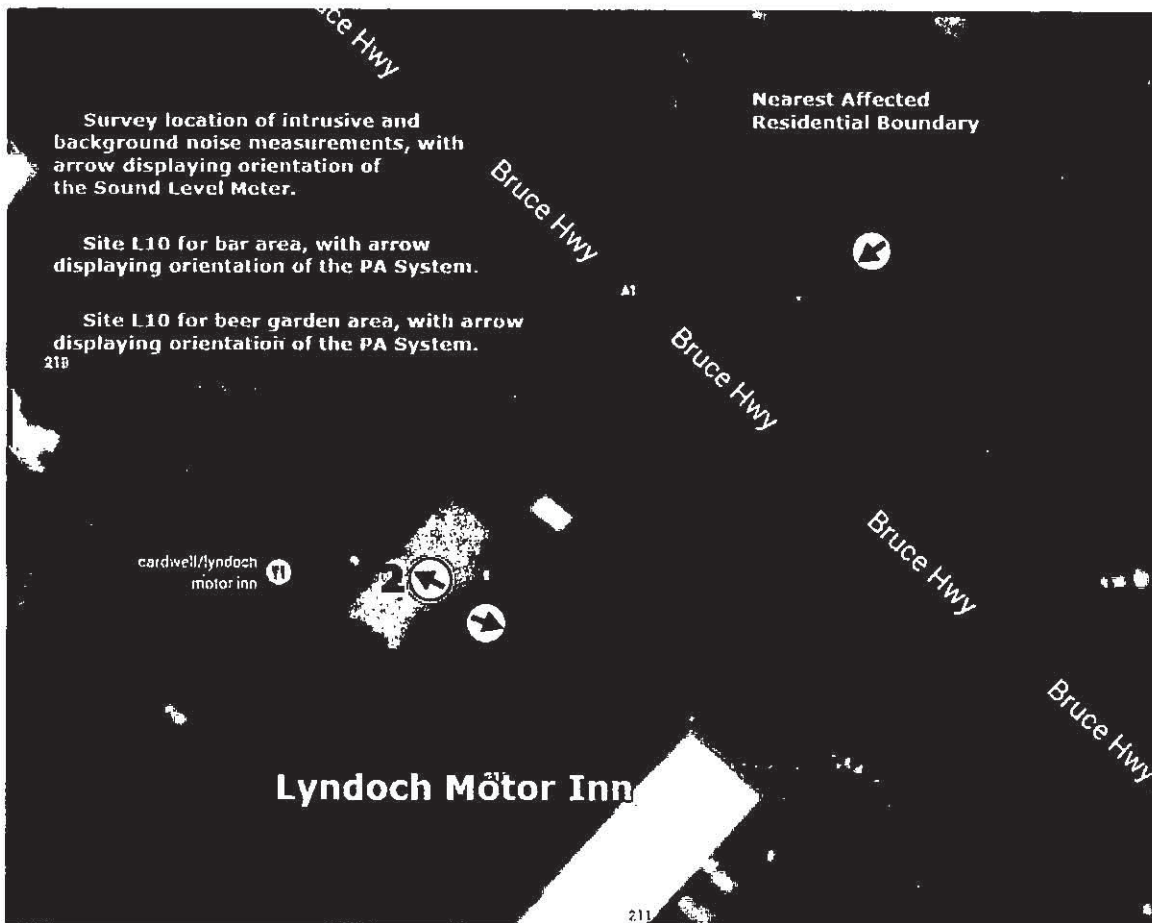 Bruce Hwy
Nearest Affected
Residential Boundary
Survey location of intrusive and
background noise measurements, with
arrow displaying orientation of
the Sound Level Meter.
Bruce Hwy
Site L10 for bar area, with arrow
displaying orientation of the PA System.
A1
Site L10 for beer garden area, with arrow
displaying orientation of the PA System.
Bruce Hwy
Bruce Hwy
cardwell/lyndoch
motor inn
2
Bruce Hwy
Lyndoch Motor Inn
211